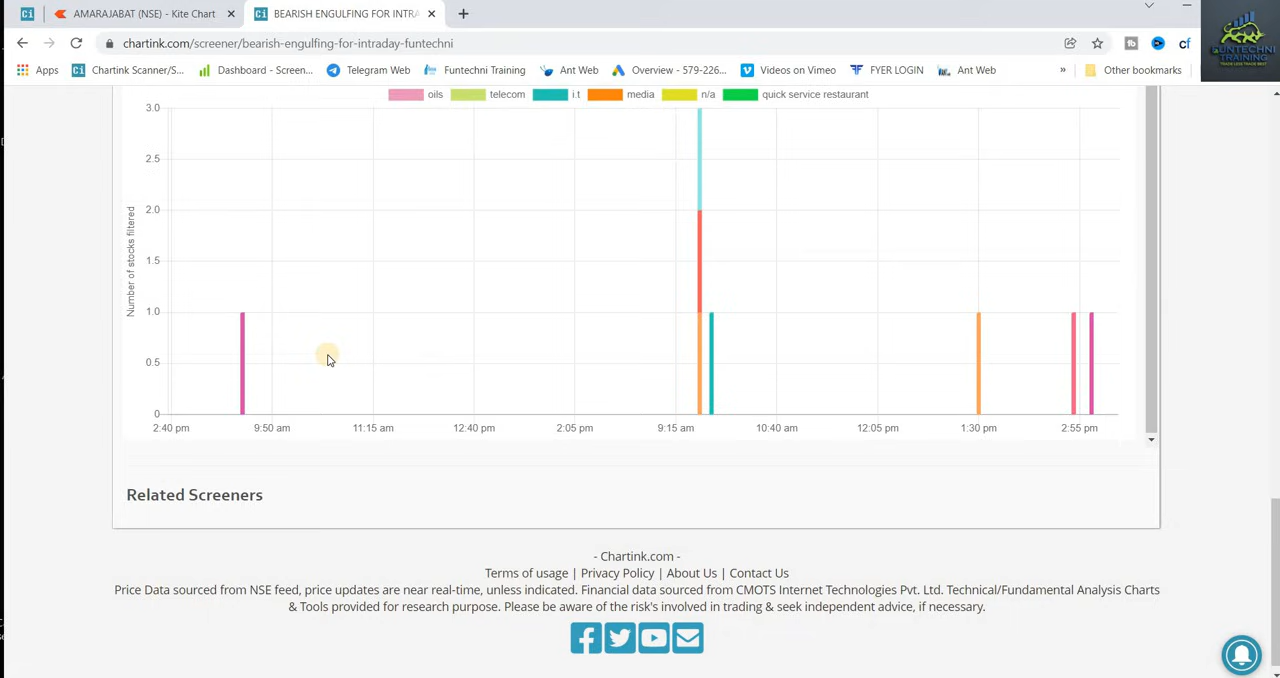 AMARAJABAT (NSE) - Kite Chart
BEARISH ENGULFING FOR INTRA
chartink.com/screener/bearish-engulfing-for-intraday-funtechni
Apps
Chartink Scanner/S...
Dashboard - Screen...
Telegram Web
Funtechni Training
Ant Web
Overview - 579-226...
Videos on Vimeo
FYER LOGIN
Ant Web
»
Other bookmarks
FUNTECHNI
TRAINING
TRADE LESS TRADE BEST
oils telecom i.t media n/a quick service restaurant
3.0
2.5
2.0
1.5
1.0
0.5
0
Number of stocks filtered
2:40 pm 9:50 am 11:15 am 12:40 pm 2:05 pm 9:15 am 10:40 am 12:05 pm 1:30 pm 2:55 pm
Related Screeners
- Chartink.com -
Terms of usage | Privacy Policy | About Us | Contact Us
Price Data sourced from NSE feed, price updates are near real-time, unless indicated. Financial data sourced from CMOTS Internet Technologies Pvt. Ltd. Technical/Fundamental Analysis Charts
& Tools provided for research purpose. Please be aware of the risk's involved in trading & seek independent advice, if necessary.